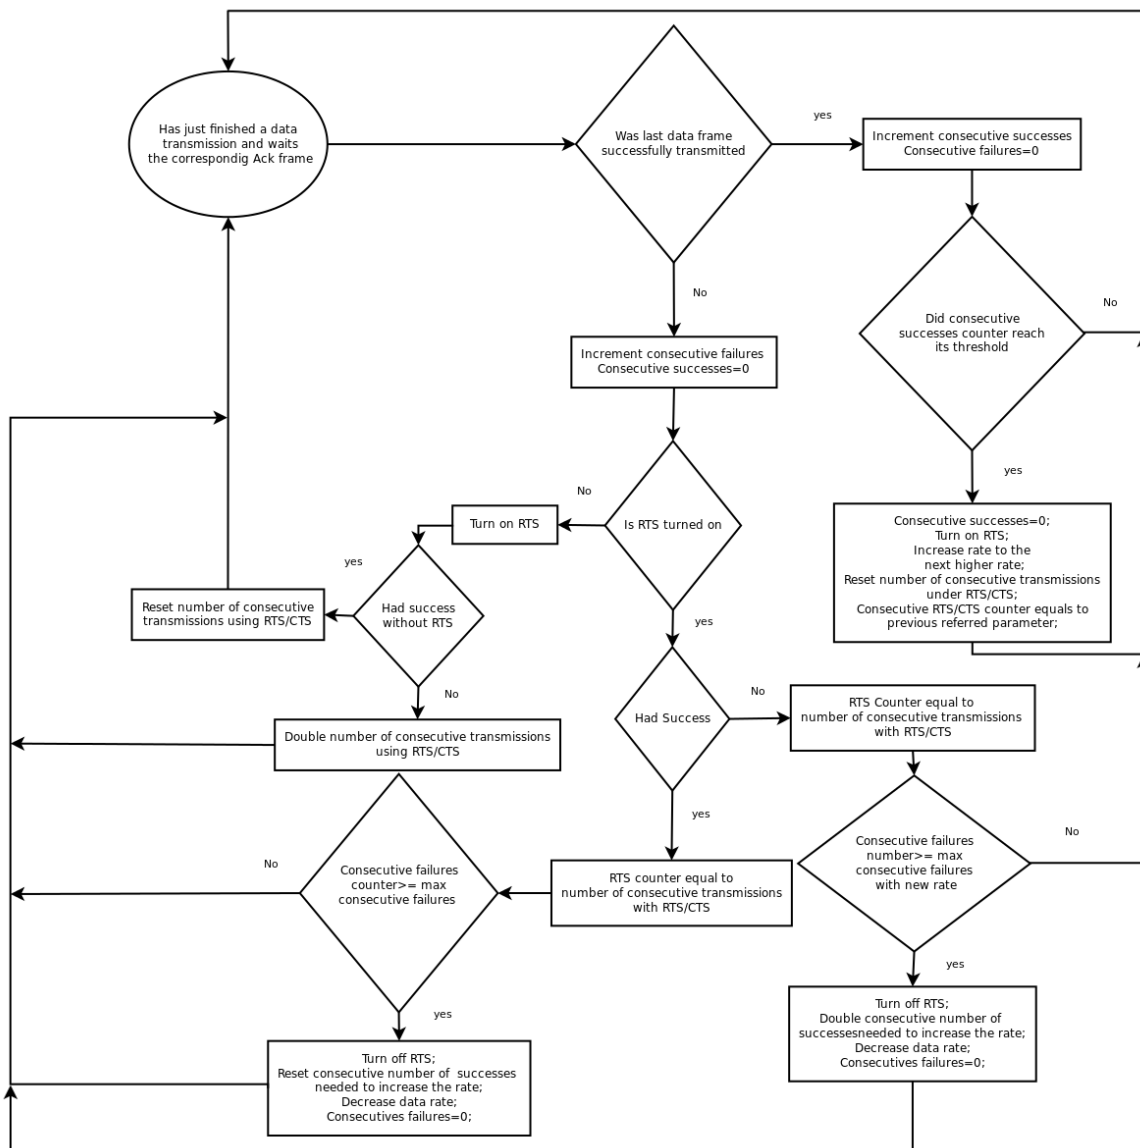 Has just finished a data
transmission and waits
the correspondig Ack frame
Was last data frame
successfully transmitted
yes
Increment consecutive successes
Consecutive failures=0
No
Increment consecutive failures
Consecutive successes=0
Did consecutive
successes counter reach
its threshold
No
yes
Consecutive successes=0;
Turn on RTS;
Increase rate to the
next higher rate;
Reset number of consecutive transmissions
under RTS/CTS;
Consecutive RTS/CTS counter equals to
previous referred parameter;
Is RTS turned on
No
Turn on RTS
yes
Had success
without RTS
Reset number of consecutive
transmissions using RTS/CTS
No
Double number of consecutive transmissions
using RTS/CTS
yes
Had Success
No
RTS Counter equal to
number of consecutive transmissions
with RTS/CTS
yes
RTS counter equal to
number of consecutive transmissions
with RTS/CTS
Consecutive failures
counter>= max
consecutive failures
No
yes
Turn off RTS;
Reset consecutive number of  successes
needed to increase the rate;
Decrease data rate;
Consecutives failures=0;
Consecutive failures
number>= max
consecutive failures
with new rate
No
yes
Turn off RTS;
Double consecutive number of
successesneeded to increase the rate;
Decrease data rate;
Consecutives failures=0;